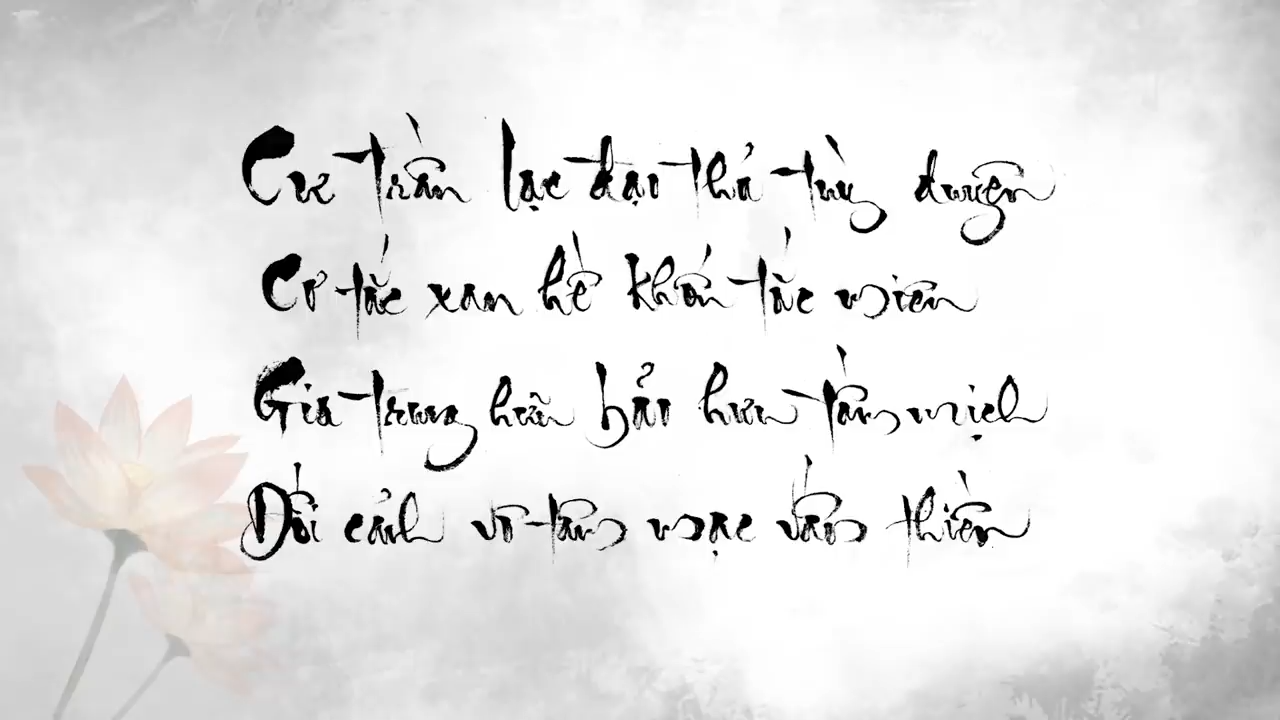 Cư trần lạc đạo thả tùy duyên
Cơ tắc xan hề khốn tắc miên
Gia trung hữu bảo hưu tầm mịch
Đối cảnh vô tâm mạc vấn thiền